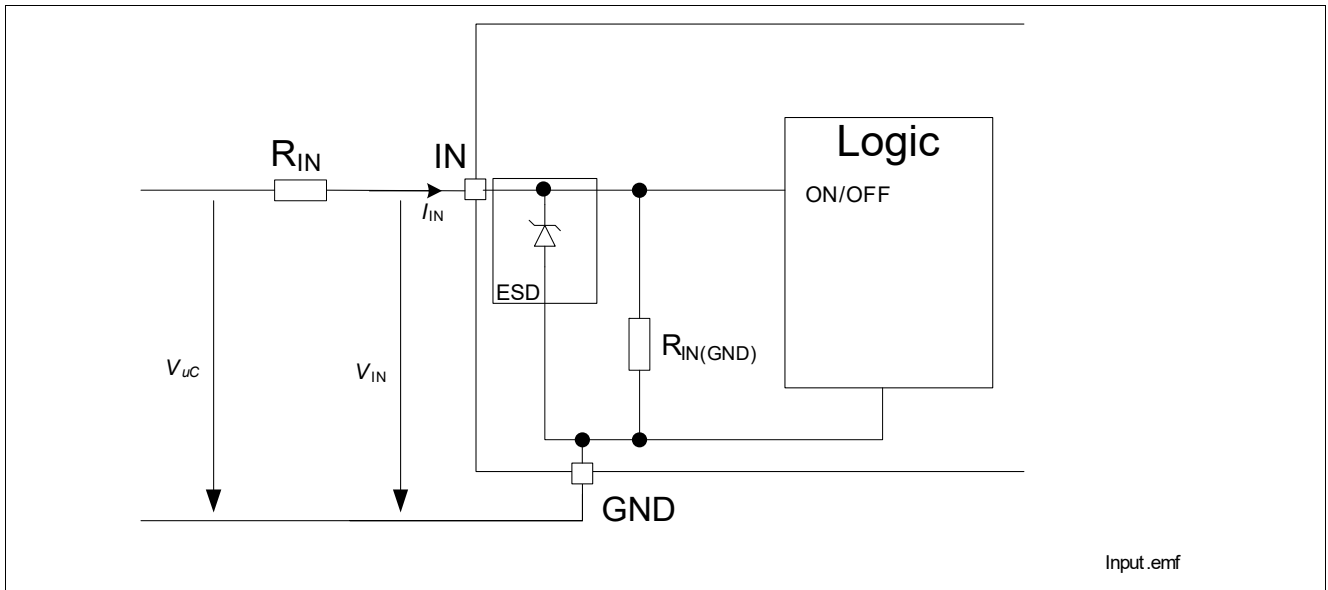 Logic
R_IN
IN
ON/OFF
I_IN
ESD
R_IN(GND)
V_uC
V_IN
GND
Input.emf